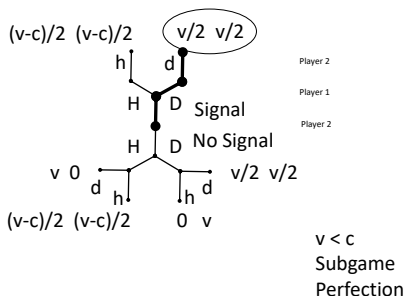 (v-c)/2 (v-c)/2
v/2 v/2
h
d
Player 2
H
D
Player 1
Signal
Player 2
H
D
No Signal
v 0
d
h
h
d
v/2 v/2
(v-c)/2 (v-c)/2
0 v
v < c
Subgame
Perfection